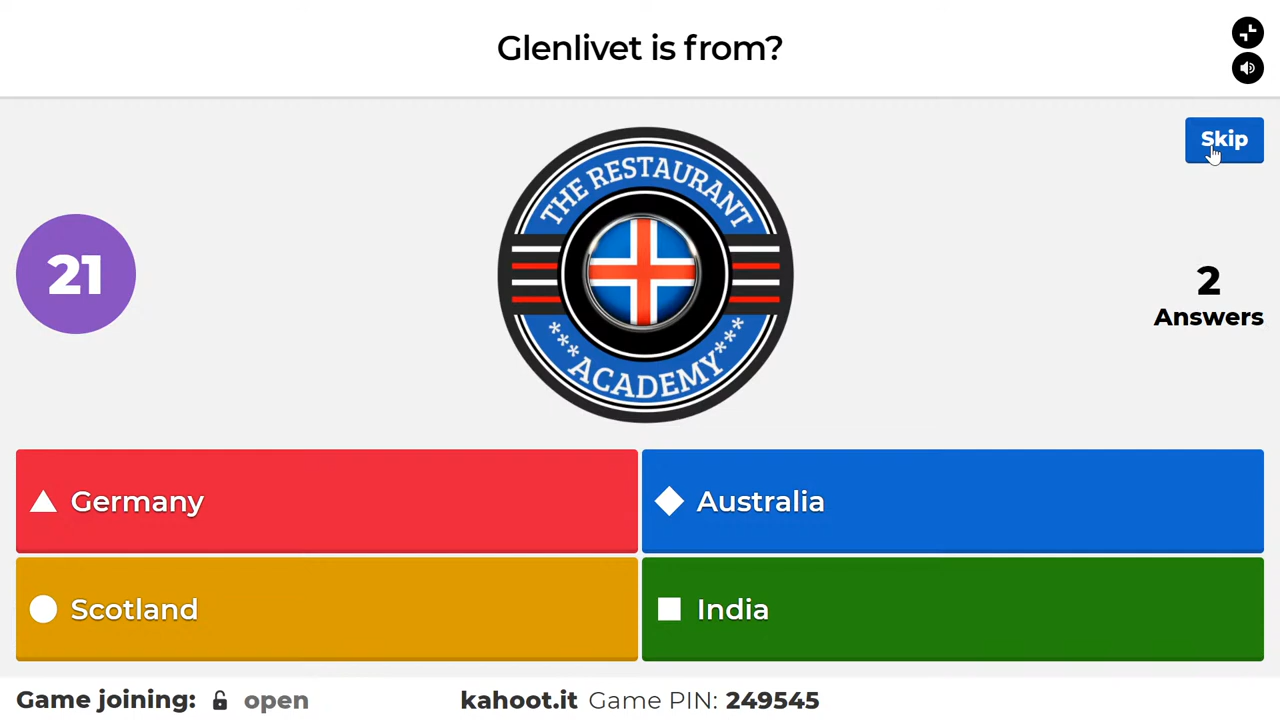 Glenlivet is from?
Skip
THE RESTAURANT
***ACADEMY***
21
2
Answers
Germany
Australia
Scotland
India
Game joining: open
kahoot.it Game PIN: 249545